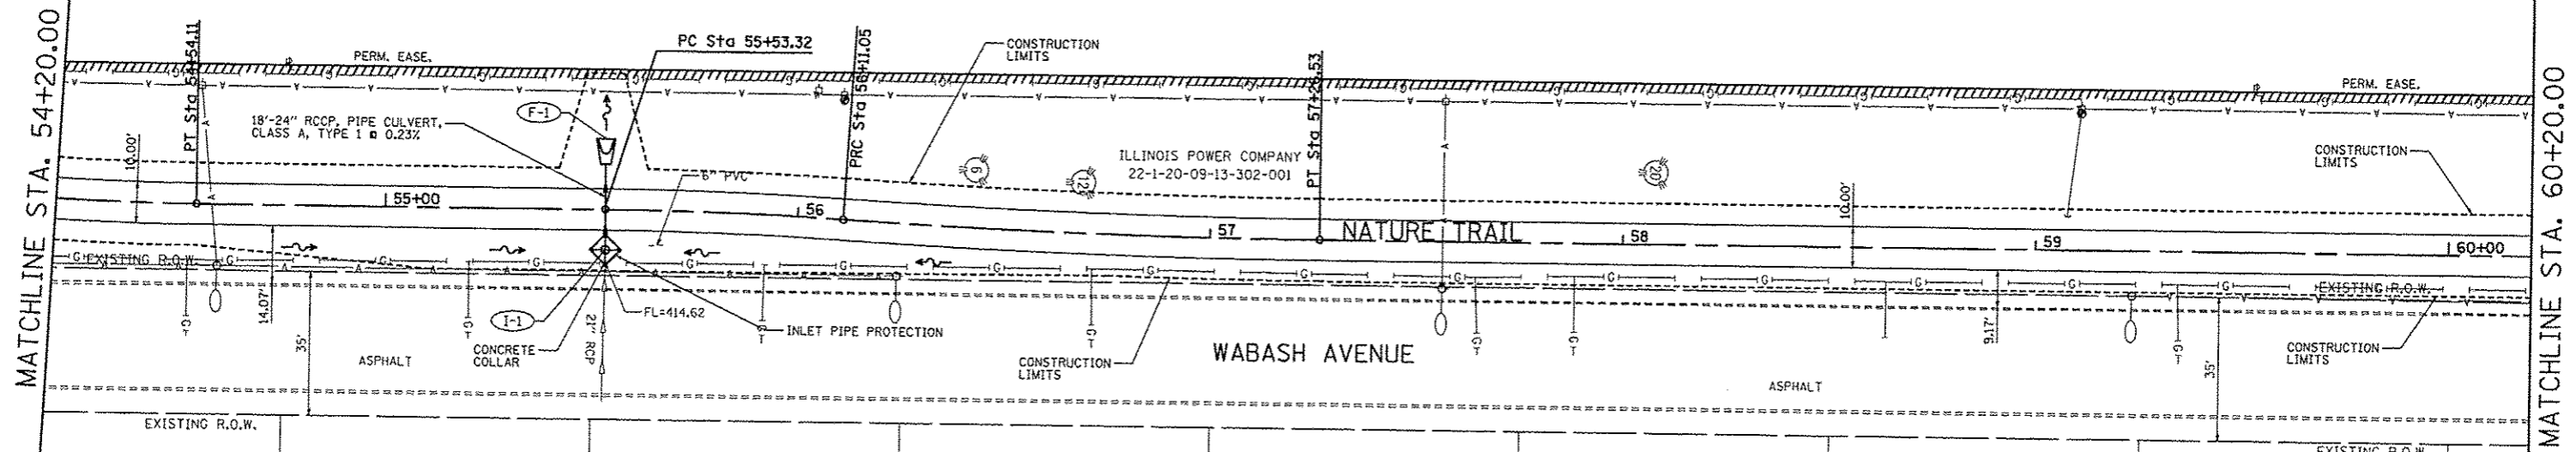 MATCHLINE STA. 54+20.00
PT Sta 54+54.11
PERM. EASE.
PC Sta 55+53.32
PRC Sta 56+11.05
CONSTRUCTION
LIMITS
PERM. EASE.
MATCHLINE STA. 60+20.00
F-1
18'-24" RCCP, PIPE CULVERT,
CLASS A, TYPE 1 @ 0.23%
10.00'
6" PVC
6
12
ILLINOIS POWER COMPANY
22-1-20-09-13-302-001
20
CONSTRUCTION
LIMITS
10.00'
55+00
56
57
NATURE TRAIL
58
59
60+00
EXISTING R.O.W.
EXISTING R.O.W.
14.07'
35'
I-1
FL=414.62
21" RCP
INLET PIPE PROTECTION
CONCRETE
COLLAR
ASPHALT
CONSTRUCTION
LIMITS
WABASH AVENUE
9.17'
35'
ASPHALT
CONSTRUCTION
LIMITS
EXISTING R.O.W.
EXISTING R.O.W.